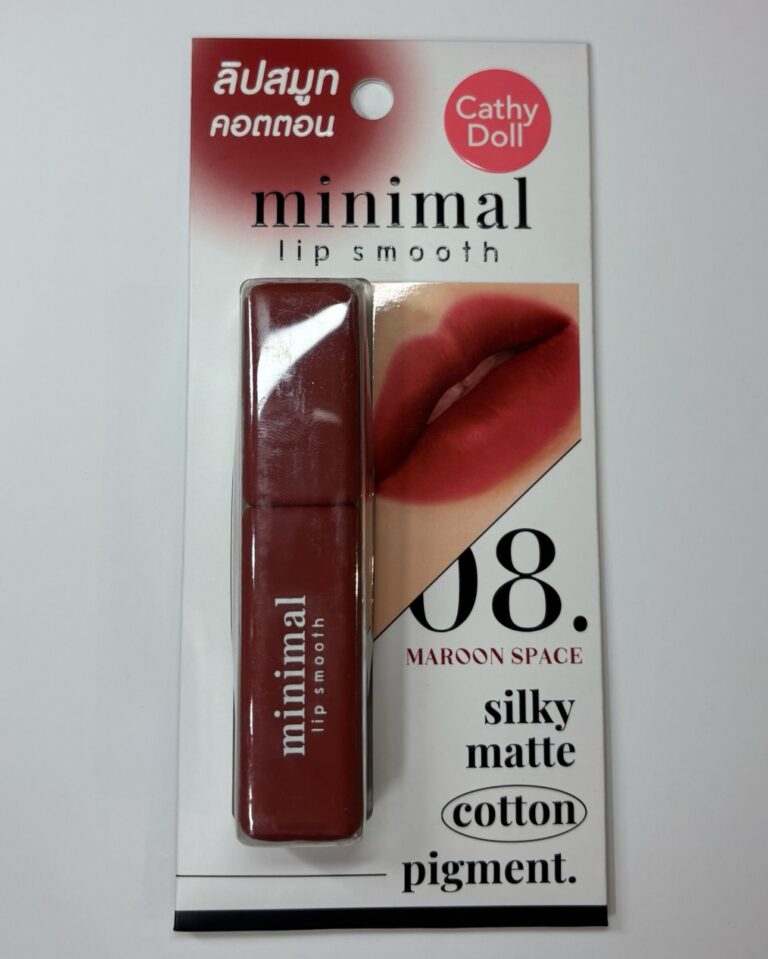 ลิปสมูท
คอตตอน
Cathy
Doll
minimal
lip smooth
minimal
lip smooth
08.
MAROON SPACE
silky
matte
cotton
pigment.